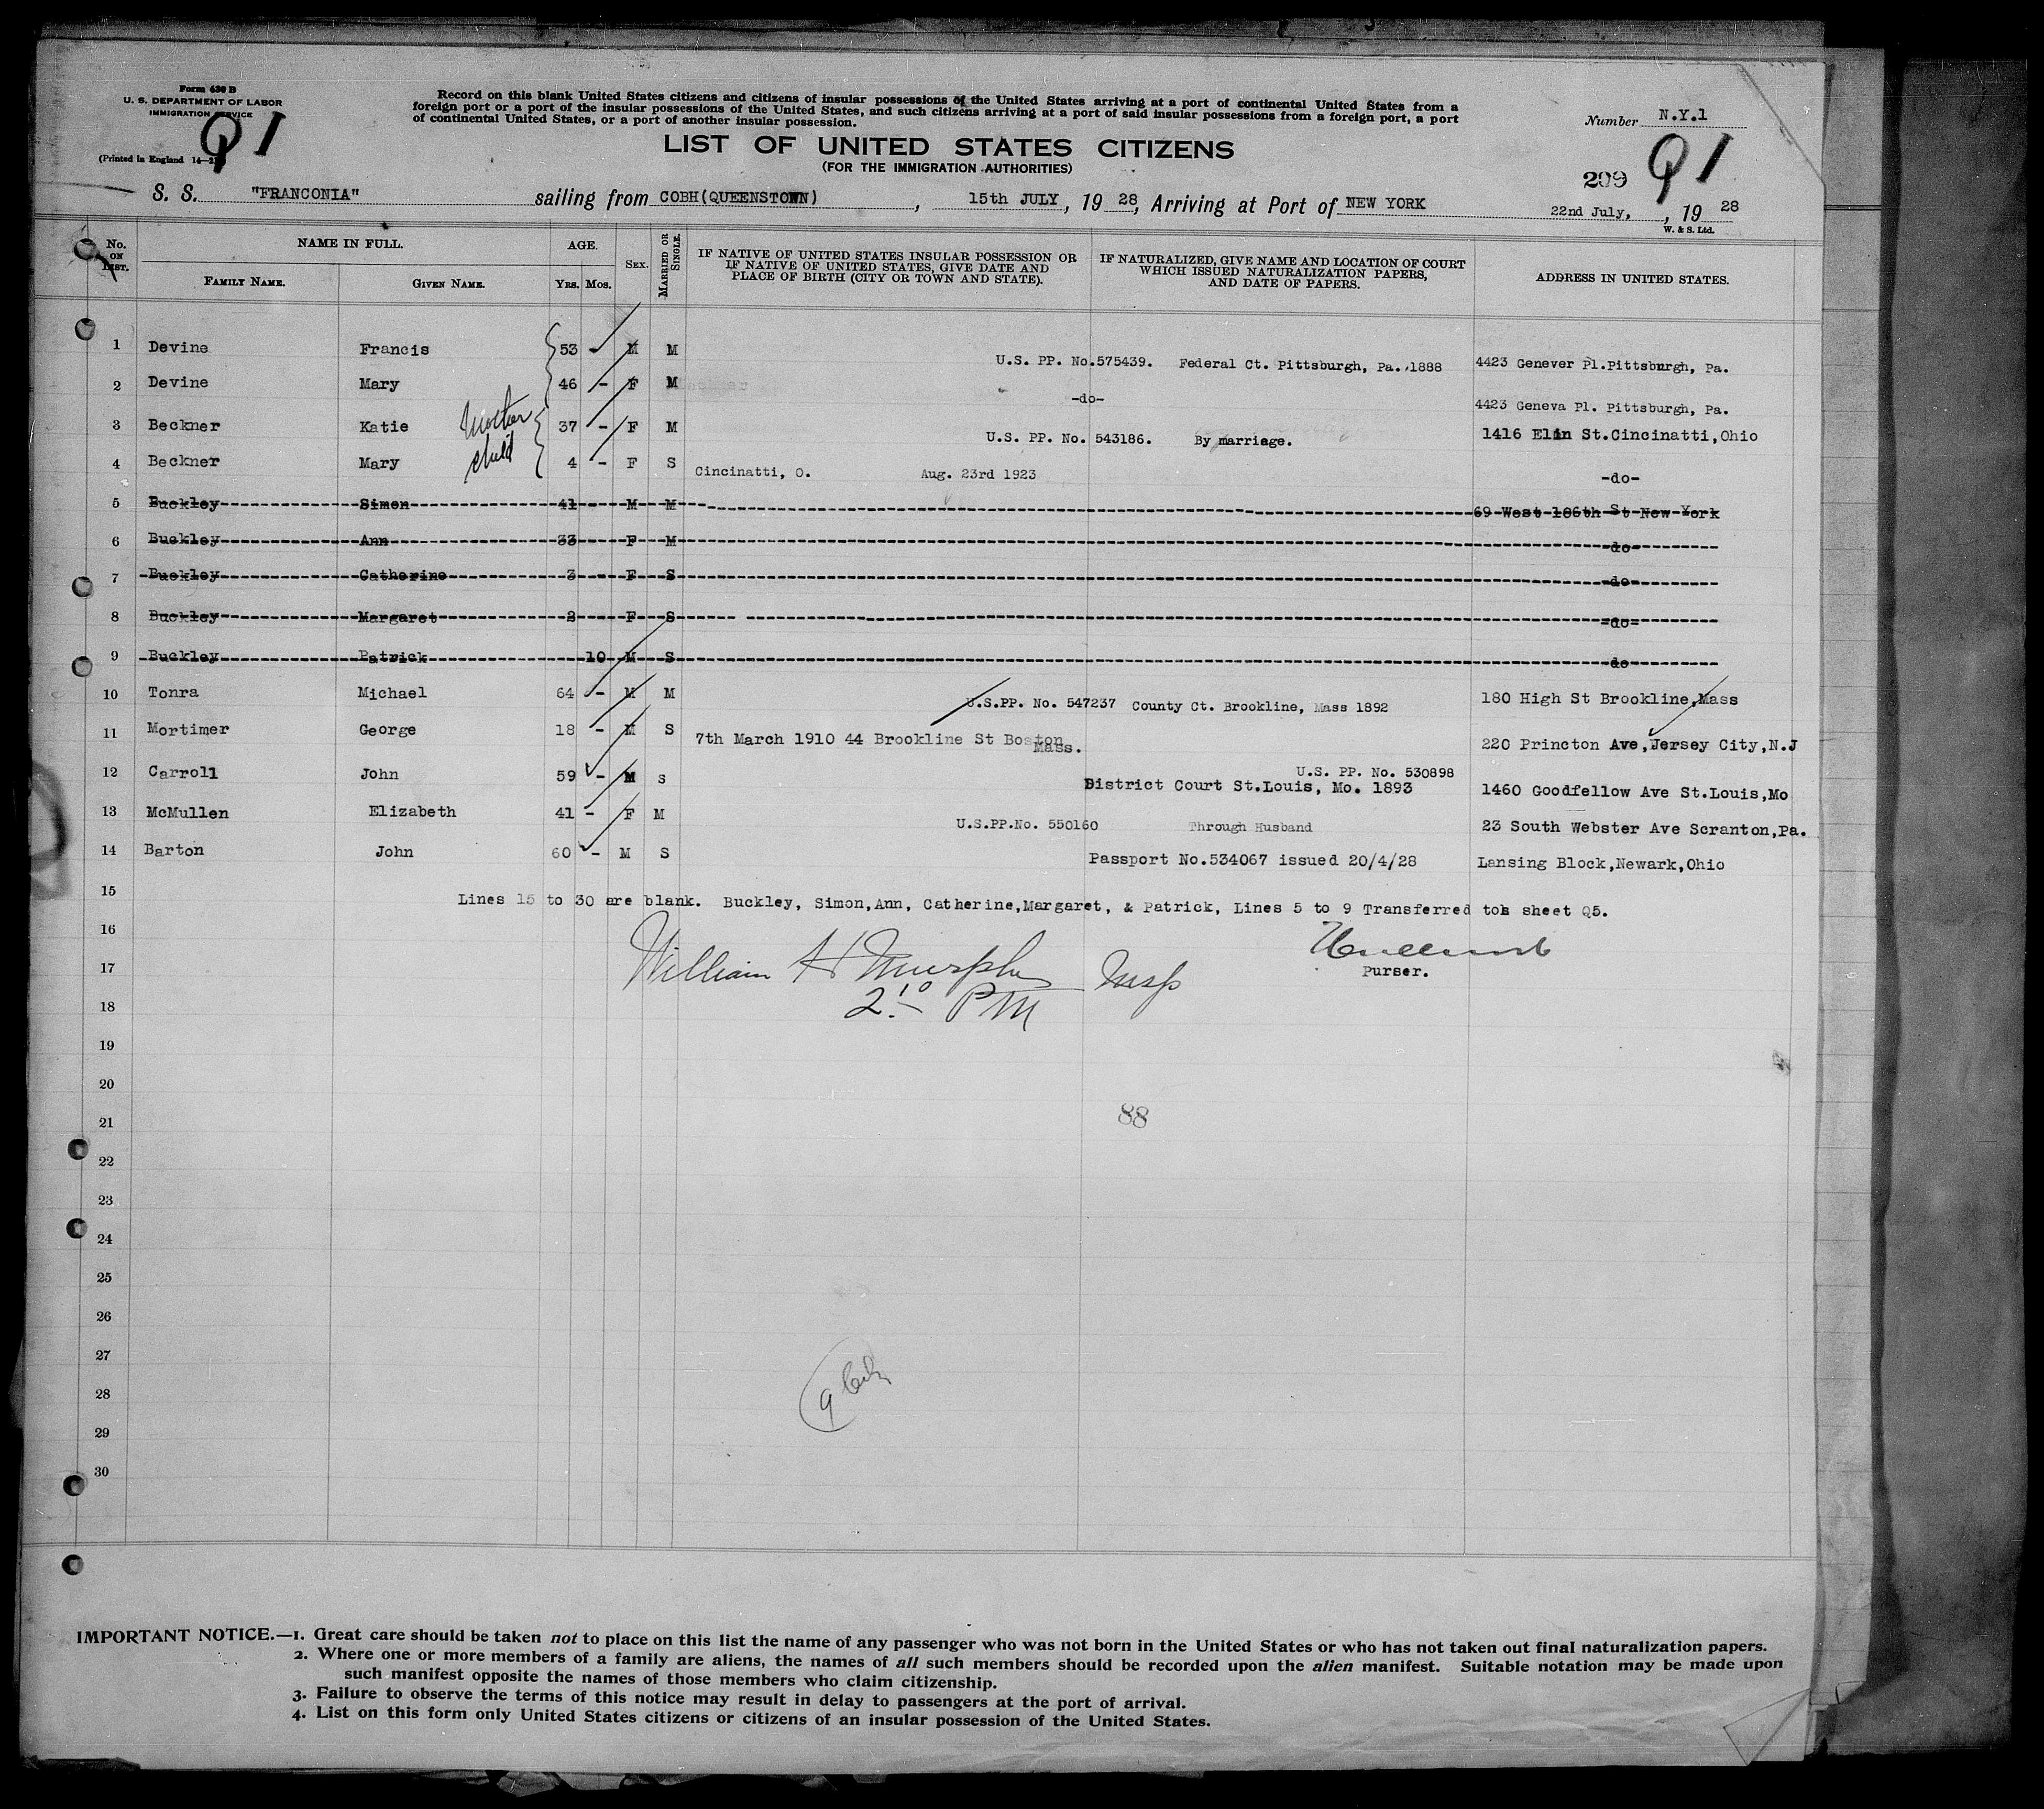 Form 630 B
U. S. DEPARTMENT OF LABOR
IMMIGRATION SERVICE
Q1
(Printed in England 14—2
Record on this blank United States citizens and citizens of insular possessions of the United States arriving at a port of continental United States from a
foreign port or a port of the insular possessions of the United States, and such citizens arriving at a port of said insular possessions from a foreign port, a port
of continental United States, or a port of another insular possession.
Number N.Y.1
LIST OF UNITED STATES CITIZENS
(FOR THE IMMIGRATION AUTHORITIES)
209 Q1
S. S. "FRANCONIA" sailing from COBH(QUEENSTOWN), 15th JULY, 19 28, Arriving at Port of NEW YORK 22nd July, , 19 28
W. & S. Ltd.
No. ON LIST. NAME IN FULL. AGE. SEX. MARRIED OR SINGLE. IF NATIVE OF UNITED STATES INSULAR POSSESSION OR IF NATIVE OF UNITED STATES, GIVE DATE AND PLACE OF BIRTH (CITY OR TOWN AND STATE). IF NATURALIZED, GIVE NAME AND LOCATION OF COURT WHICH ISSUED NATURALIZATION PAPERS, AND DATE OF PAPERS. ADDRESS IN UNITED STATES.
FAMILY NAME. GIVEN NAME. YRS. MOS.
1 Devine Francis 53 - M M U.S. PP. No.575439. Federal Ct. Pittsburgh, Pa. 1888 4423 Genever Pl.Pittsburgh, Pa.
2 Devine Mary 46 - F M -do- 4423 Geneva Pl. Pittsburgh, Pa.
3 Beckner Katie Mother 37 - F M U.S. PP. No. 543186. By marriage. 1416 Elm St.Cincinatti,Ohio
4 Beckner Mary child 4 - F S Cincinatti, O. Aug. 23rd 1923 -do-
5 Buckley Simon 41 - M M 69 West 106th St New York
6 Buckley Ann 33 F M do
7 Buckley Catherine 3 - F S do
8 Buckley Margaret 2 F S -do-
9 Buckley Patrick 10 M S do
10 Tonra Michael 64 - M M U.S.PP. No. 547237 County Ct. Brookline, Mass 1892 180 High St Brookline,Mass
11 Mortimer George 18 - M S 7th March 1910 44 Brookline St Boston Mass. 220 Princton Ave,Jersey City,N.J
12 Carroll John 59 - M S U.S. PP. No. 530898 District Court St.Louis, Mo. 1893 1460 Goodfellow Ave St.Louis,Mo
13 McMullen Elizabeth 41 - F M U.S.PP.No. 550160 Through Husband 23 South Webster Ave Scranton,Pa.
14 Barton John 60 - M S Passport No.534067 issued 20/4/28 Lansing Block,Newark,Ohio
15 Lines 15 to 30 are blank. Buckley, Simon,Ann, Catherine,Margaret, & Patrick, Lines 5 to 9 Transferred to sheet Q5.
16
17 William H Murphy Insp Purser.
18 2.10 PM
19
20
21 88
22
23
24
25
26
27
28 9
29
30
IMPORTANT NOTICE.—1. Great care should be taken not to place on this list the name of any passenger who was not born in the United States or who has not taken out final naturalization papers.
2. Where one or more members of a family are aliens, the names of all such members should be recorded upon the alien manifest. Suitable notation may be made upon
such manifest opposite the names of those members who claim citizenship.
3. Failure to observe the terms of this notice may result in delay to passengers at the port of arrival.
4. List on this form only United States citizens or citizens of an insular possession of the United States.